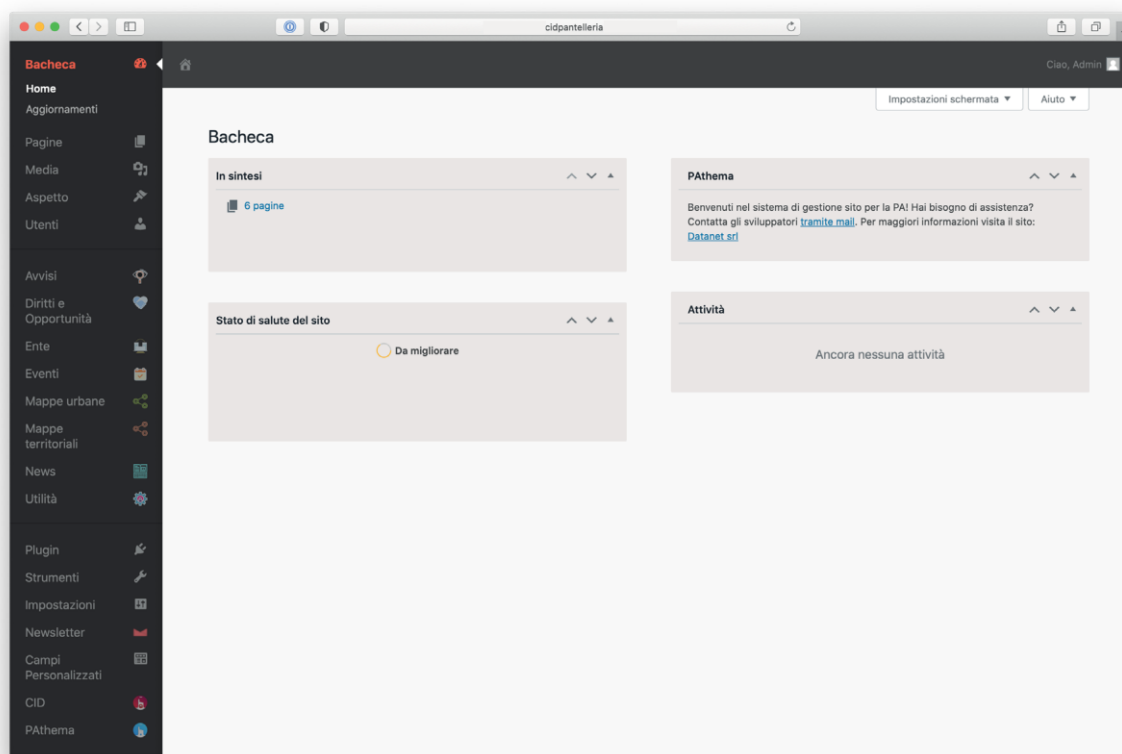 cidpantelleria
Bacheca
Home
Aggiornamenti
Pagine
Media
Aspetto
Utenti
Avvisi
Diritti e
Opportunità
Ente
Eventi
Mappe urbane
Mappe
territoriali
News
Utilità
Plugin
Strumenti
Impostazioni
Newsletter
Campi
Personalizzati
CID
PAthema
Ciao, Admin
Impostazioni schermata
Aiuto
Bacheca
In sintesi
6 pagine
Stato di salute del sito
Da migliorare
PAthema
Benvenuti nel sistema di gestione sito per la PA! Hai bisogno di assistenza?
Contatta gli sviluppatori tramite mail. Per maggiori informazioni visita il sito:
Datanet srl
Attività
Ancora nessuna attività